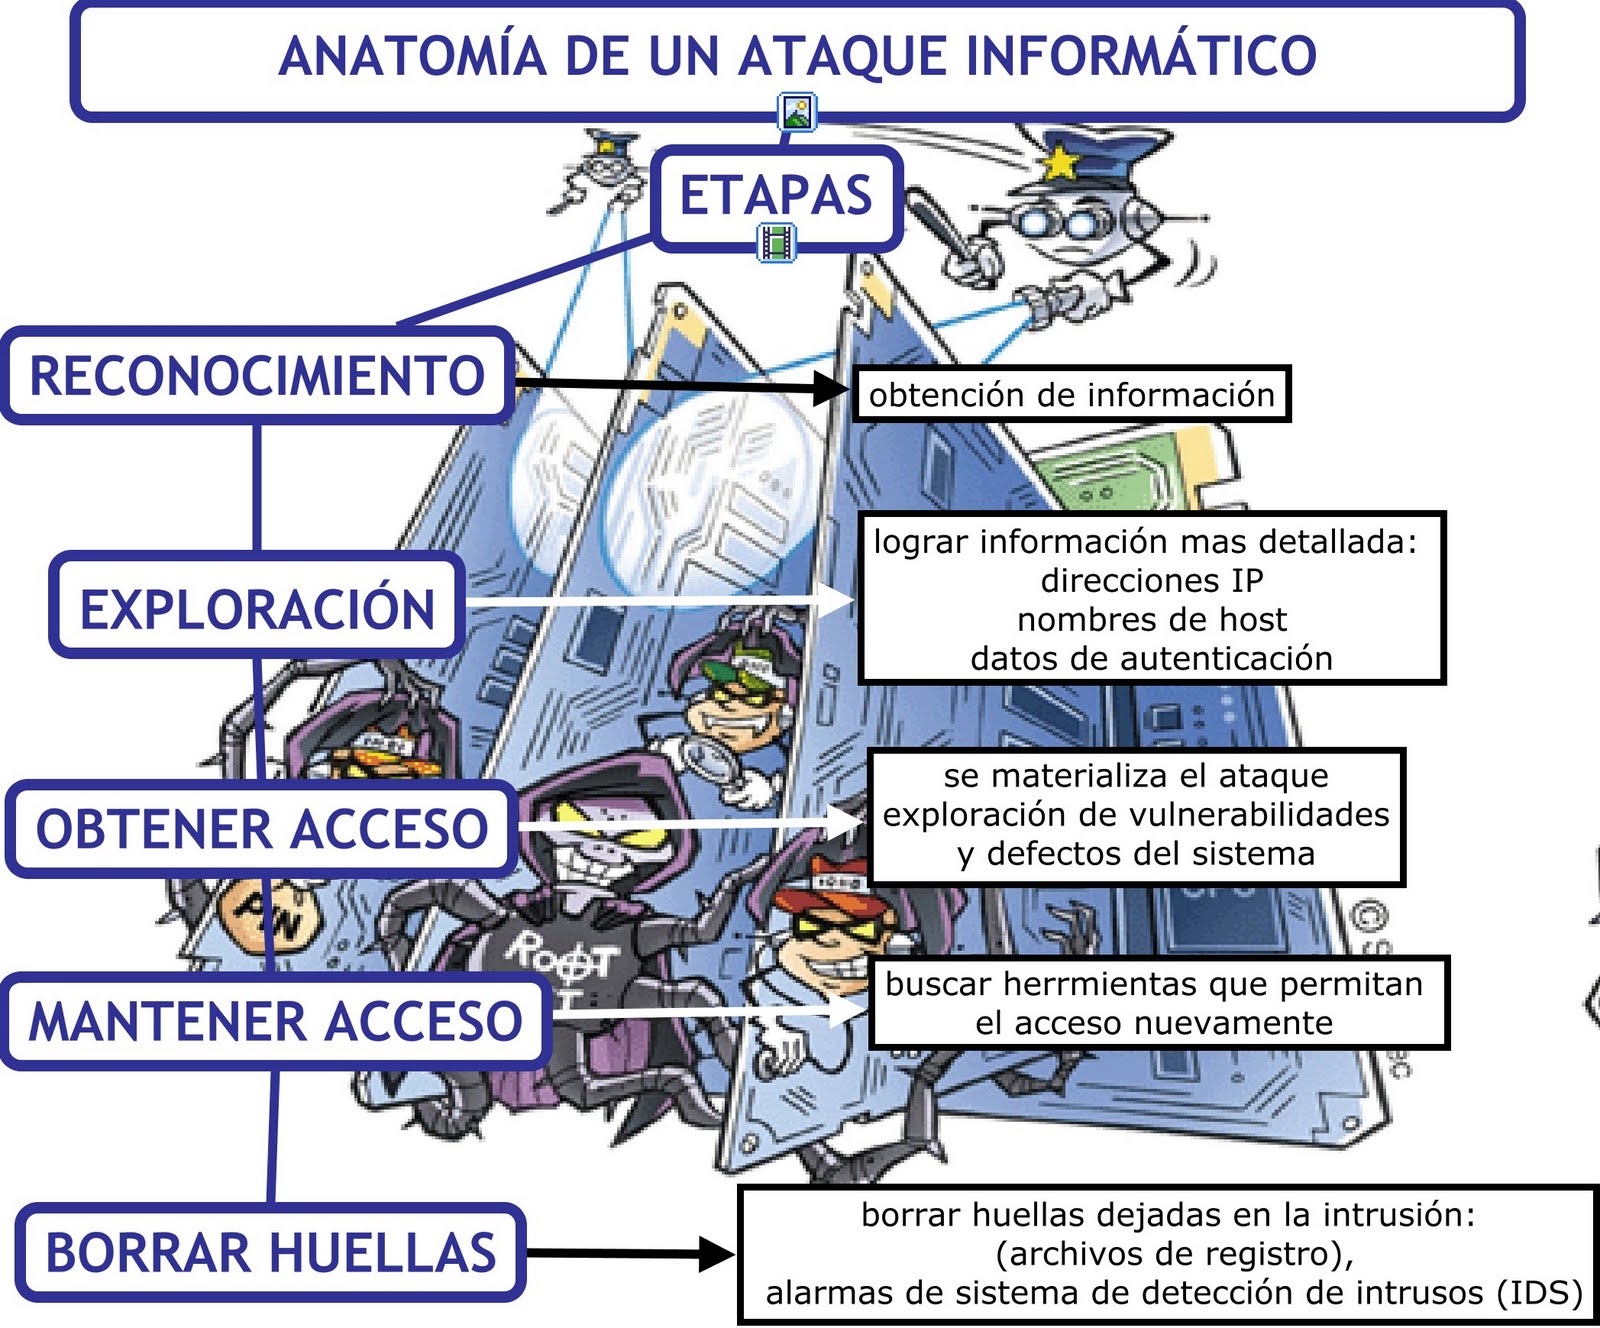 ANATOMÍA DE UN ATAQUE INFORMÁTICO
ETAPAS
RECONOCIMIENTO
obtención de información
EXPLORACIÓN
lograr información mas detallada:
direcciones IP
nombres de host
datos de autenticación
OBTENER ACCESO
se materializa el ataque
exploración de vulnerabilidades
y defectos del sistema
PIN
ROOT
MANTENER ACCESO
buscar herrmientas que permitan
el acceso nuevamente
BORRAR HUELLAS
borrar huellas dejadas en la intrusión:
(archivos de registro),
alarmas de sistema de detección de intrusos (IDS)